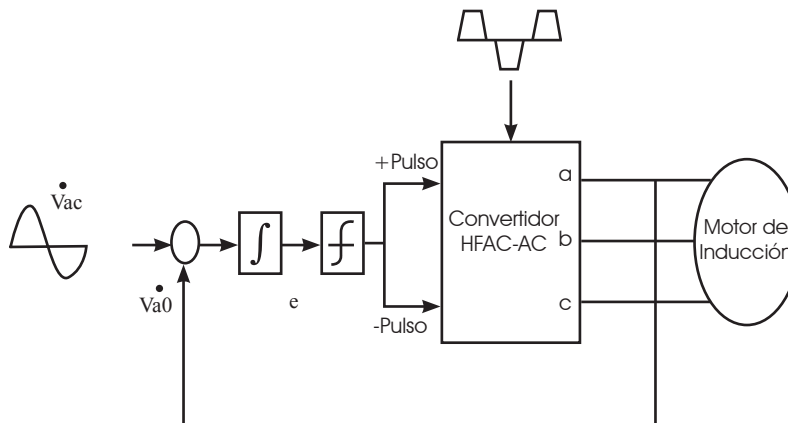 Vac
+Pulso
a
Convertidor
HFAC-AC
b
Motor de
Inducción
∫
Va0
e
c
-Pulso